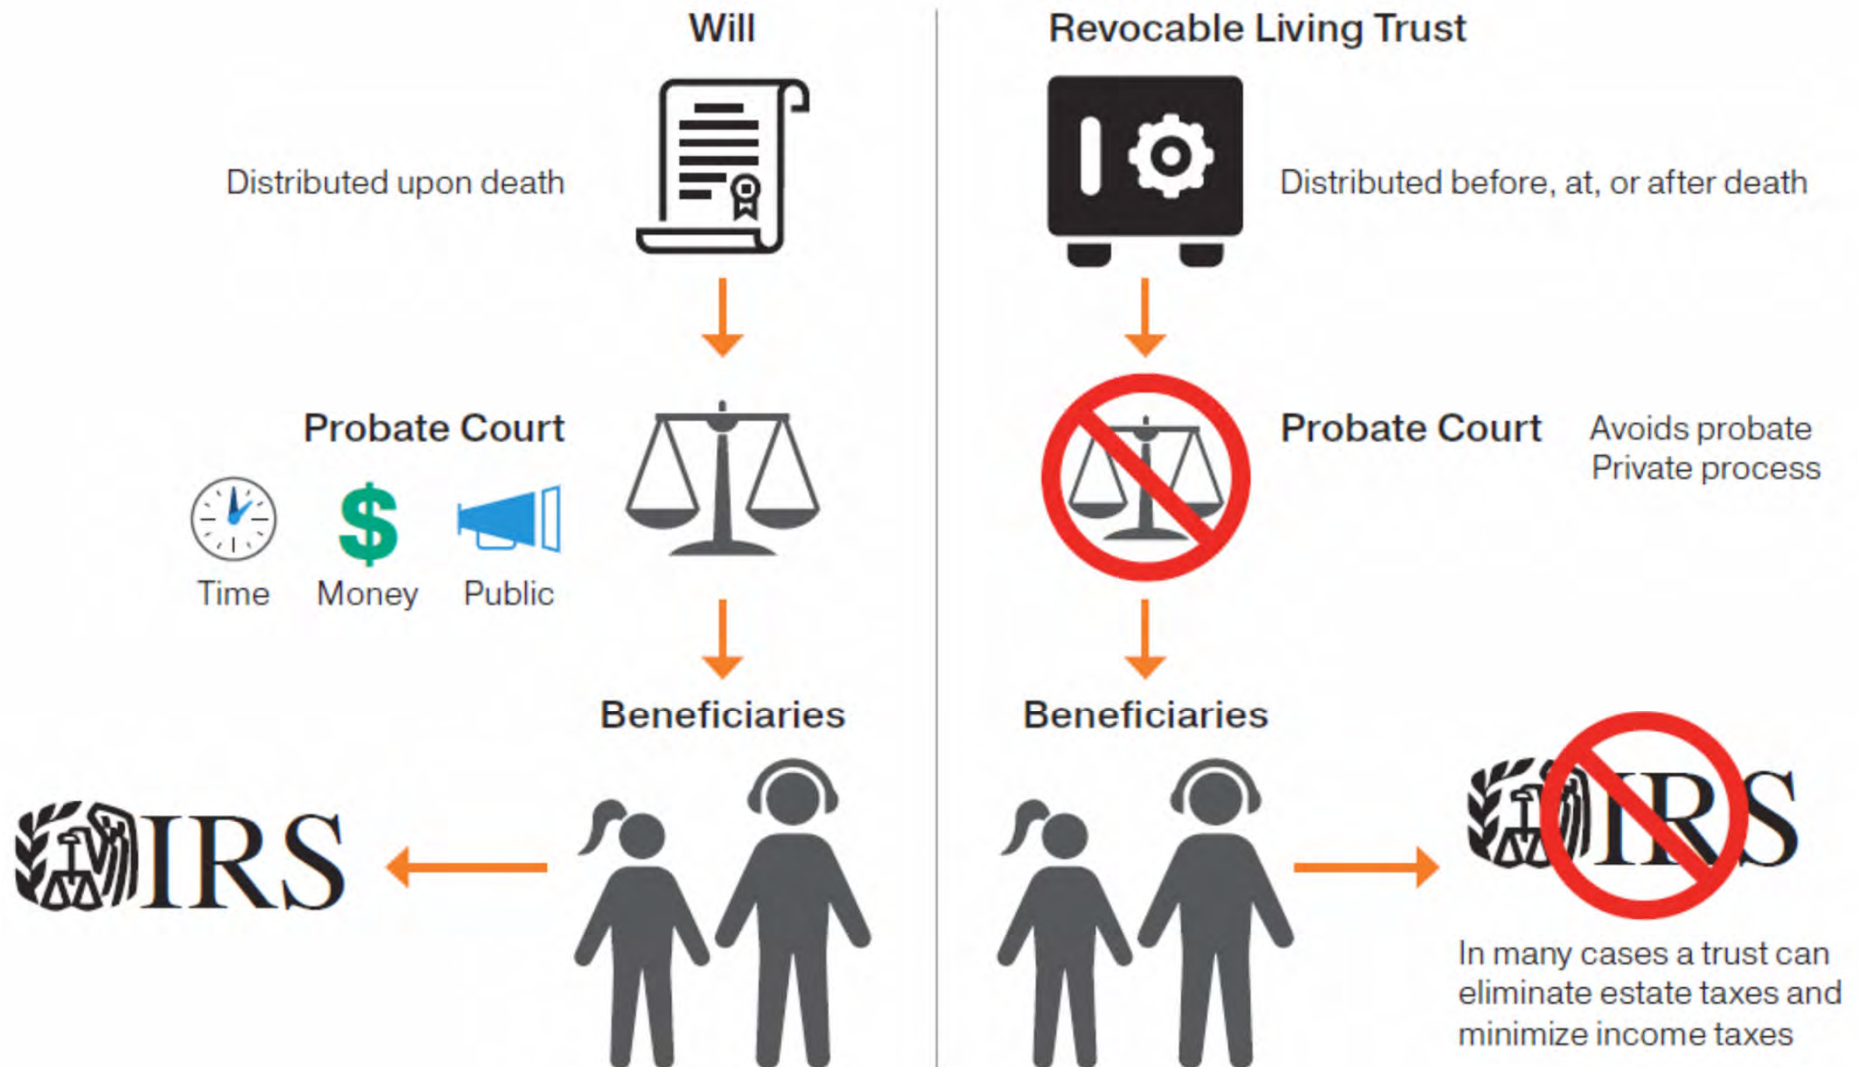 Will
Distributed upon death
Probate Court
Time Money Public
Beneficiaries
IRS
Revocable Living Trust
Distributed before, at, or after death
Probate Court
Avoids probate
Private process
Beneficiaries
IRS
In many cases a trust can
eliminate estate taxes and
minimize income taxes